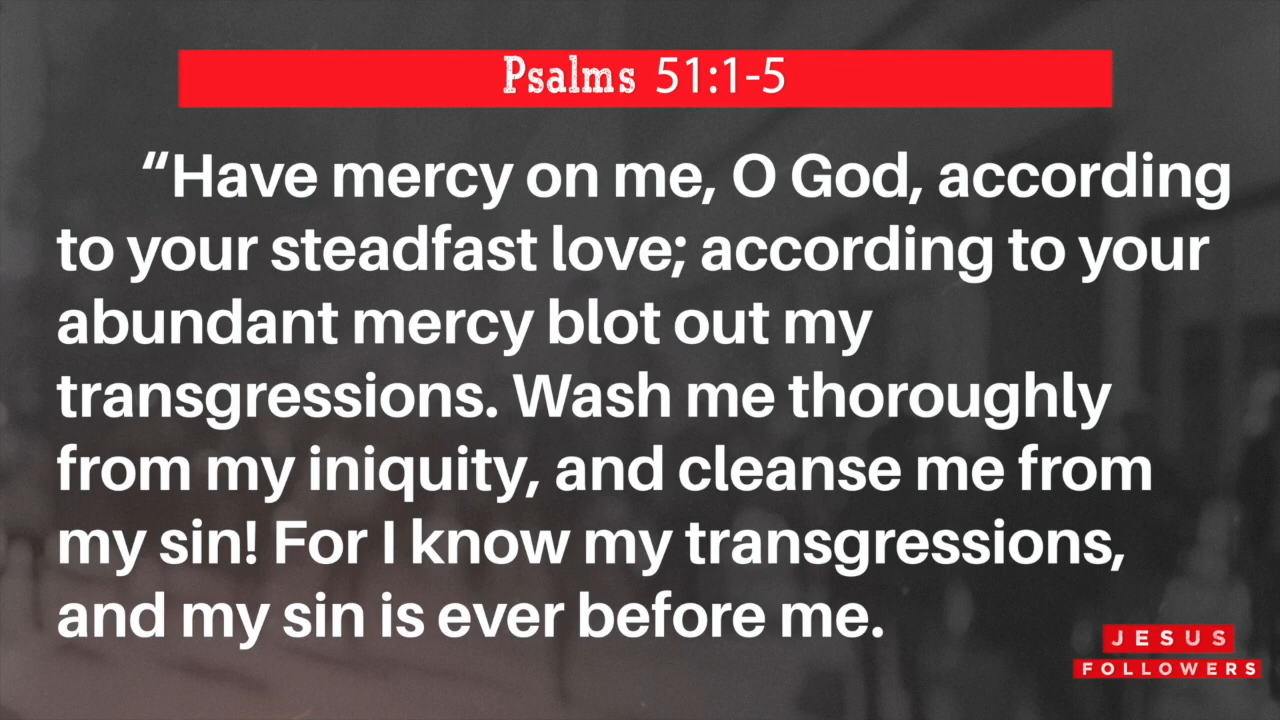 Psalms 51:1-5
“Have mercy on me, O God, according
to your steadfast love; according to your
abundant mercy blot out my
transgressions. Wash me thoroughly
from my iniquity, and cleanse me from
my sin! For I know my transgressions,
and my sin is ever before me.
JESUS
FOLLOWERS